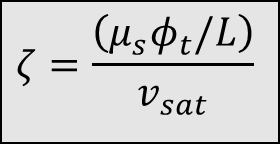 ζ = (μ_s ϕ_t/L) / v_sat